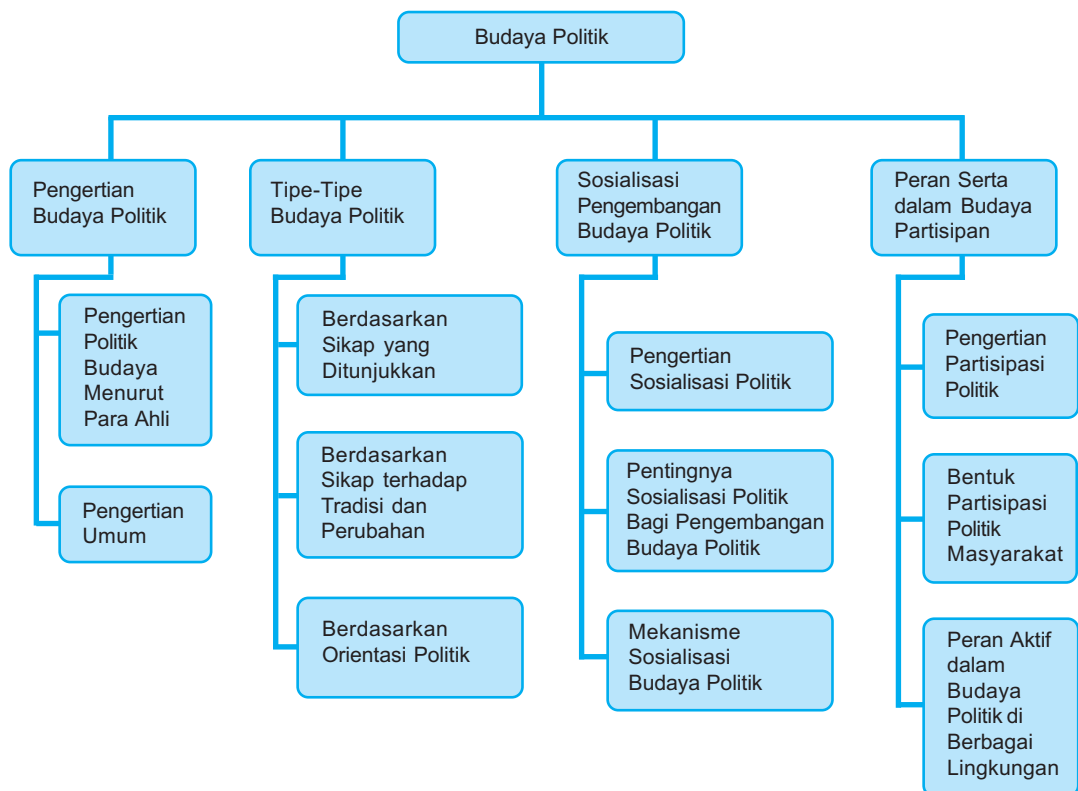 Budaya Politik
Pengertian
Budaya Politik
Pengertian
Politik
Budaya
Menurut
Para Ahli
Pengertian
Umum
Tipe-Tipe
Budaya Politik
Berdasarkan
Sikap yang
Ditunjukkan
Berdasarkan
Sikap terhadap
Tradisi dan
Perubahan
Berdasarkan
Orientasi Politik
Sosialisasi
Pengembangan
Budaya Politik
Pengertian
Sosialisasi Politik
Pentingnya
Sosialisasi Politik
Bagi Pengembangan
Budaya Politik
Mekanisme
Sosialisasi
Budaya Politik
Peran Serta
dalam Budaya
Partisipan
Pengertian
Partisipasi
Politik
Bentuk
Partisipasi
Politik
Masyarakat
Peran Aktif
dalam
Budaya
Politik di
Berbagai
Lingkungan